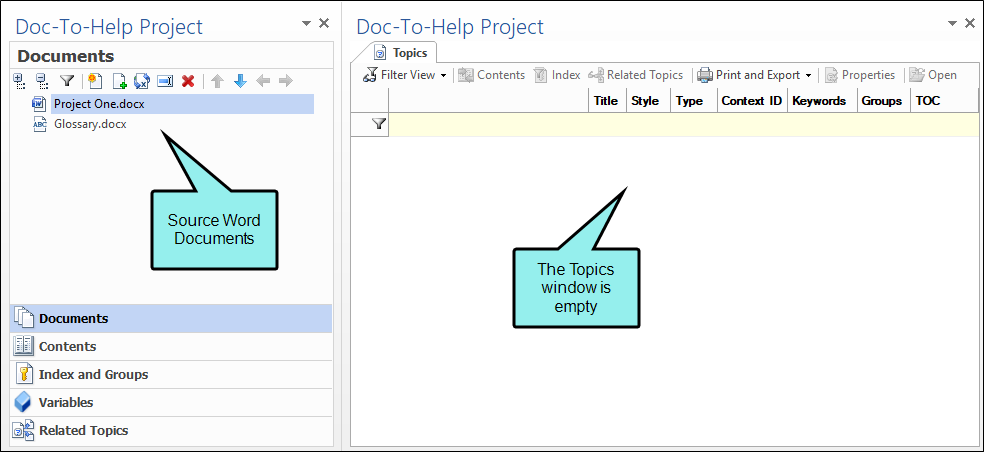 Doc-To-Help Project
Documents
Project One.docx
Glossary.docx
Source Word
Documents
Documents
Contents
Index and Groups
Variables
Related Topics
Doc-To-Help Project
Topics
Filter View Contents Index Related Topics Print and Export Properties Open
Title Style Type Context ID Keywords Groups TOC
The Topics
window is
empty